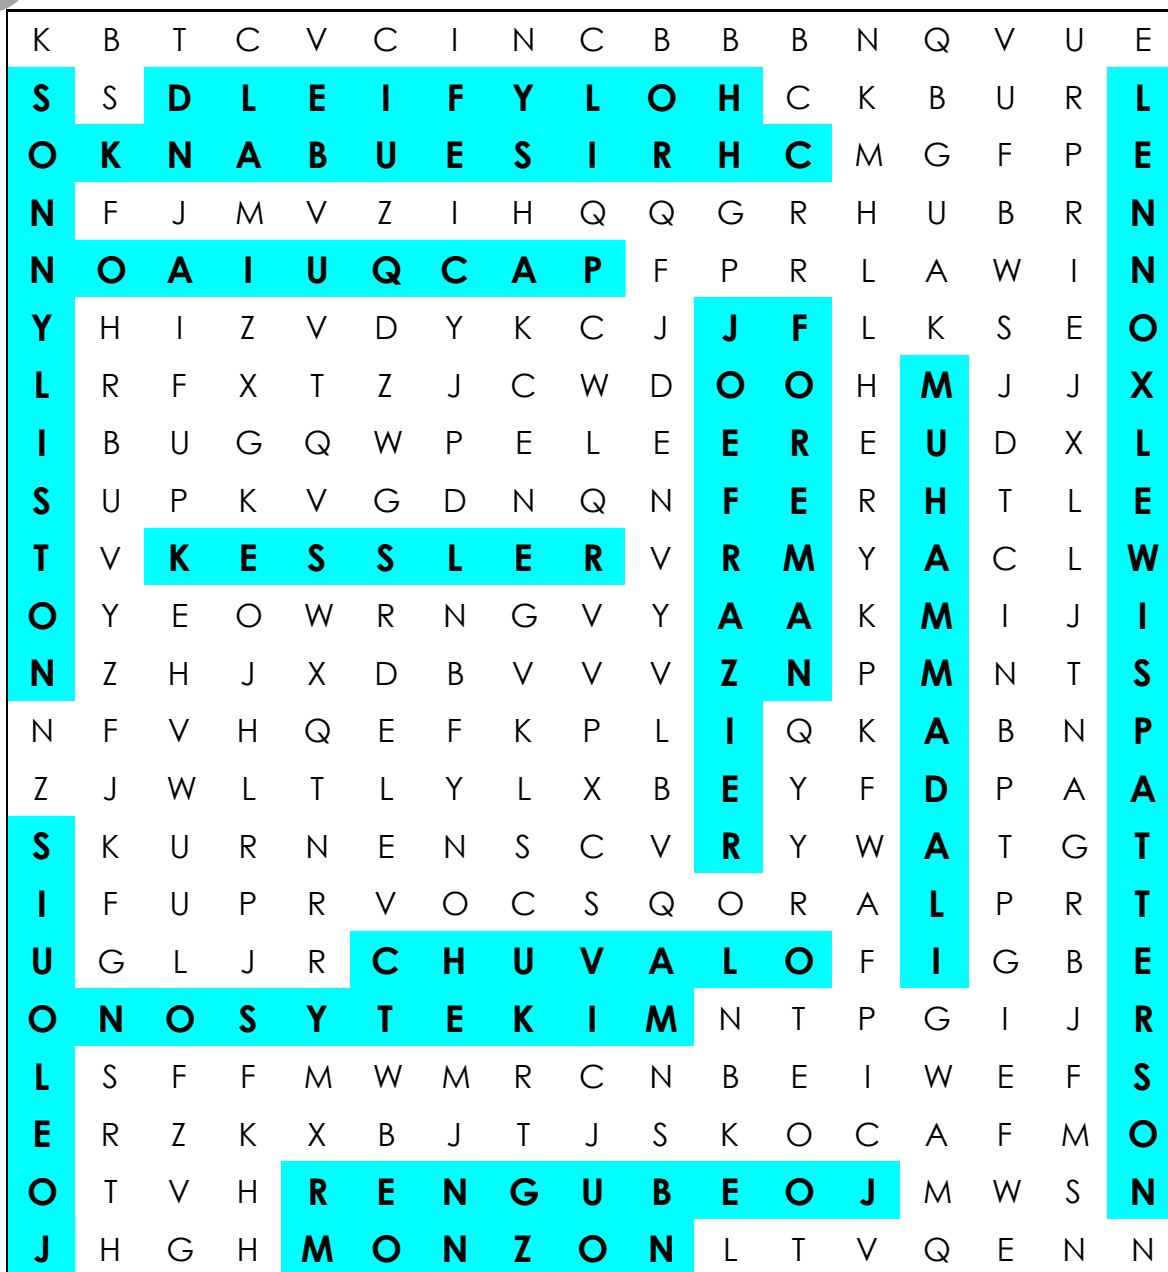 K B T C V C I N C B B B N Q V U E
S S D L E I F Y L O H C K B U R L
O K N A B U E S I R H C M G F P E
N F J M V Z I H Q Q G R H U B R N
N O A I U Q C A P F P R L A W I N
Y H I Z V D Y K C J J F L K S E O
L R F X T Z J C W D O O H M J J X
I B U G Q W P E L E E R E U D X L
S U P K V G D N Q N F E R H T L E
T V K E S S L E R V R M Y A C L W
O Y E O W R N G V Y A A K M I J I
N Z H J X D B V V V Z N P M N T S
N F V H Q E F K P L I Q K A B N P
Z J W L T L Y L X B E Y F D P A A
S K U R N E N S C V R Y W A T G T
I F U P R V O C S Q O R A L P R T
U G L J R C H U V A L O F I G B E
O N O S Y T E K I M N T P G I J R
L S F F M W M R C N B E I W E F S
E R Z K X B J T J S K O C A F M O
O T V H R E N G U B E O J M W S N
J H G H M O N Z O N L T V Q E N N